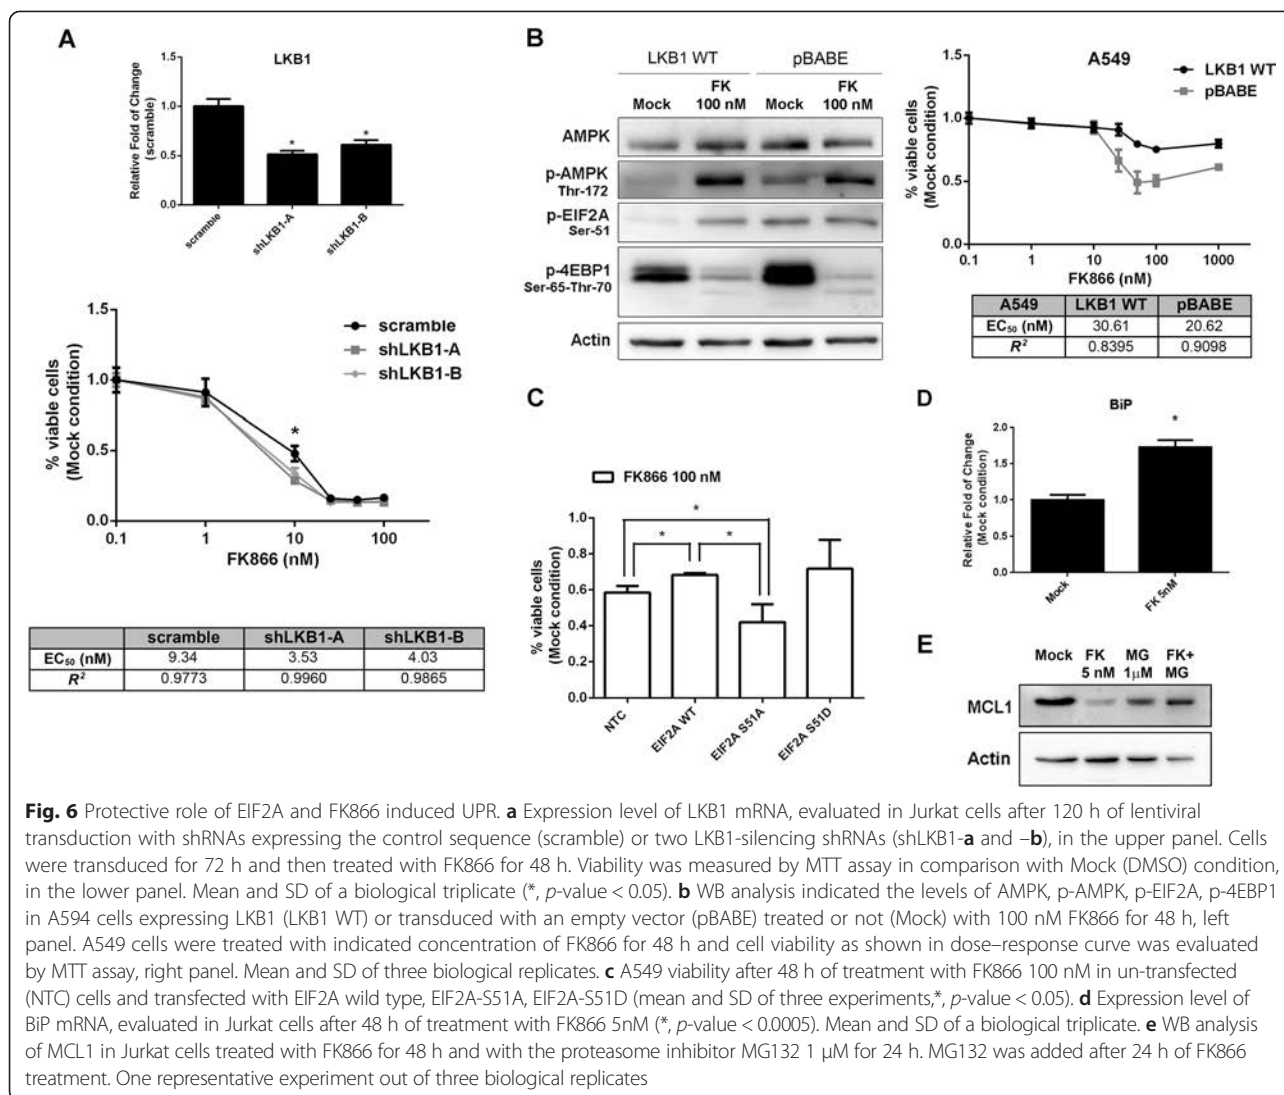 A
LKB1
Relative Fold of Change
(scramble)
1.5
1.0
0.5
0.0
*
*
scramble
shLKB1-A
shLKB1-B
scramble
shLKB1-A
shLKB1-B
% viable cells
(Mock condition)
1.5
1.0
0.5
0.0
*
0.1 1 10 100
FK866 (nM)
scramble shLKB1-A shLKB1-B
EC50 (nM) 9.34 3.53 4.03
R2 0.9773 0.9960 0.9865
B
LKB1 WT pBABE
Mock FK 100 nM Mock FK 100 nM
AMPK
p-AMPK
Thr-172
p-EIF2A
Ser-51
p-4EBP1
Ser-65-Thr-70
Actin
A549
LKB1 WT
pBABE
% viable cells
(Mock condition)
1.5
1.0
0.5
0.0
0.1 1 10 100 1000
FK866 (nM)
A549 LKB1 WT pBABE
EC50 (nM) 30.61 20.62
R2 0.8395 0.9098
C
FK866 100 nM
% viable cells
(Mock condition)
1.0
0.8
0.6
0.4
0.2
0.0
*
* *
NTC
EIF2A WT
EIF2A S51A
EIF2A S51D
D
BiP
Relative Fold of Change
(Mock condition)
2.0
1.5
1.0
0.5
0.0
*
Mock
FK 5nM
E
Mock FK 5 nM MG 1μM FK+ MG
MCL1
Actin
Fig. 6 Protective role of EIF2A and FK866 induced UPR. a Expression level of LKB1 mRNA, evaluated in Jurkat cells after 120 h of lentiviral
transduction with shRNAs expressing the control sequence (scramble) or two LKB1-silencing shRNAs (shLKB1-a and –b), in the upper panel. Cells
were transduced for 72 h and then treated with FK866 for 48 h. Viability was measured by MTT assay in comparison with Mock (DMSO) condition,
in the lower panel. Mean and SD of a biological triplicate (*, p-value < 0.05). b WB analysis indicated the levels of AMPK, p-AMPK, p-EIF2A, p-4EBP1
in A594 cells expressing LKB1 (LKB1 WT) or transduced with an empty vector (pBABE) treated or not (Mock) with 100 nM FK866 for 48 h, left
panel. A549 cells were treated with indicated concentration of FK866 for 48 h and cell viability as shown in dose–response curve was evaluated
by MTT assay, right panel. Mean and SD of three biological replicates. c A549 viability after 48 h of treatment with FK866 100 nM in un-transfected
(NTC) cells and transfected with EIF2A wild type, EIF2A-S51A, EIF2A-S51D (mean and SD of three experiments,*, p-value < 0.05). d Expression level of
BiP mRNA, evaluated in Jurkat cells after 48 h of treatment with FK866 5nM (*, p-value < 0.0005). Mean and SD of a biological triplicate. e WB analysis
of MCL1 in Jurkat cells treated with FK866 for 48 h and with the proteasome inhibitor MG132 1 μM for 24 h. MG132 was added after 24 h of FK866
treatment. One representative experiment out of three biological replicates